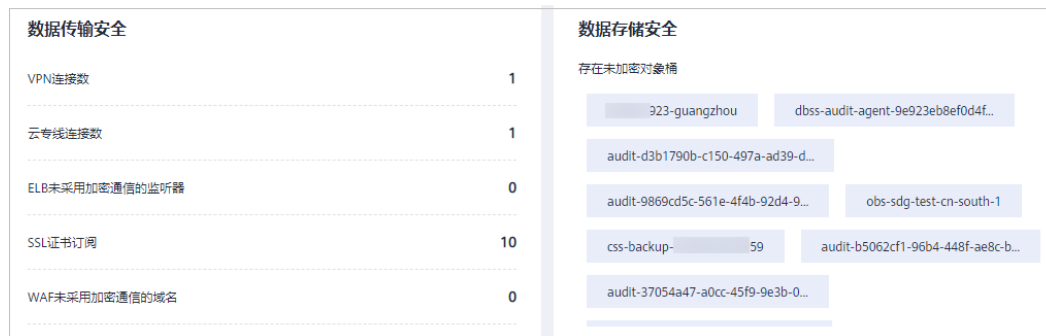 数据传输安全
VPN连接数 1
云专线连接数 1
ELB未采用加密通信的监听器 0
SSL证书订阅 10
WAF未采用加密通信的域名 0
数据存储安全
存在未加密对象桶
923-guangzhou dbss-audit-agent-9e923eb8ef0d4f...
audit-d3b1790b-c150-497a-ad39-d...
audit-9869cd5c-561e-4f4b-92d4-9... obs-sdg-test-cn-south-1
css-backup- 59 audit-b5062cf1-96b4-448f-ae8c-b...
audit-37054a47-a0cc-45f9-9e3b-0...